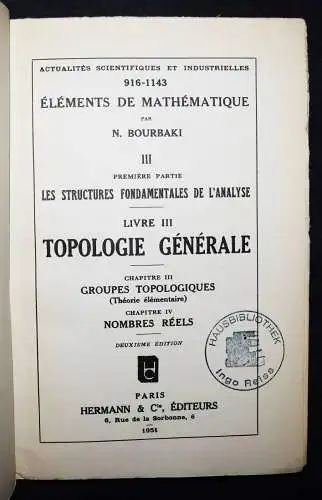 ACTUALITÉS SCIENTIFIQUES ET INDUSTRIELLES
916-1143
ÉLÉMENTS DE MATHÉMATIQUE
PAR
N. BOURBAKI
III
PREMIÈRE PARTIE
LES STRUCTURES FONDAMENTALES DE L'ANALYSE
LIVRE III
TOPOLOGIE GÉNÉRALE
CHAPITRE III
GROUPES TOPOLOGIQUES
(Théorie élémentaire)
CHAPITRE IV
NOMBRES RÉELS
DEUXIÈME ÉDITION
HAUSBIBLIOTHEK
Ingo Reiss
PARIS
HERMANN & Cie, ÉDITEURS
6, Rue de la Sorbonne, 6
1951